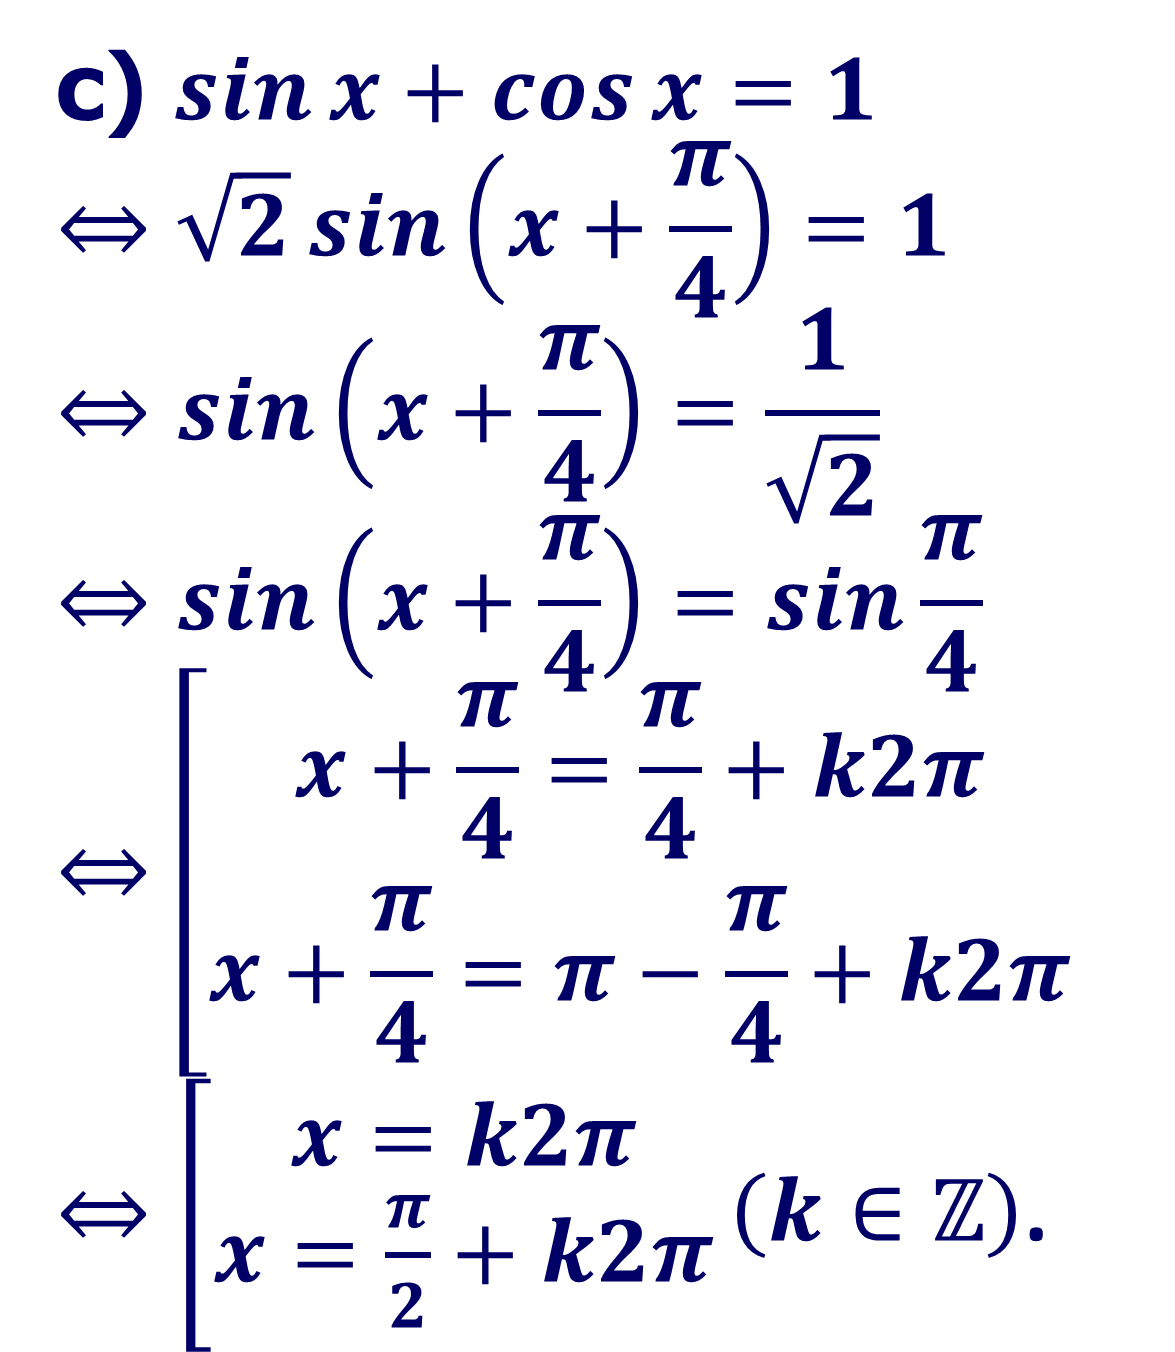 c) sin x + cos x = 1
⇔ √2 sin (x + π/4) = 1
⇔ sin (x + π/4) = 1/√2
⇔ sin (x + π/4) = sin π/4
⇔ [ x + π/4 = π/4 + k2π
x + π/4 = π − π/4 + k2π
⇔ [ x = k2π
x = π/2 + k2π (k ∈ ℤ).